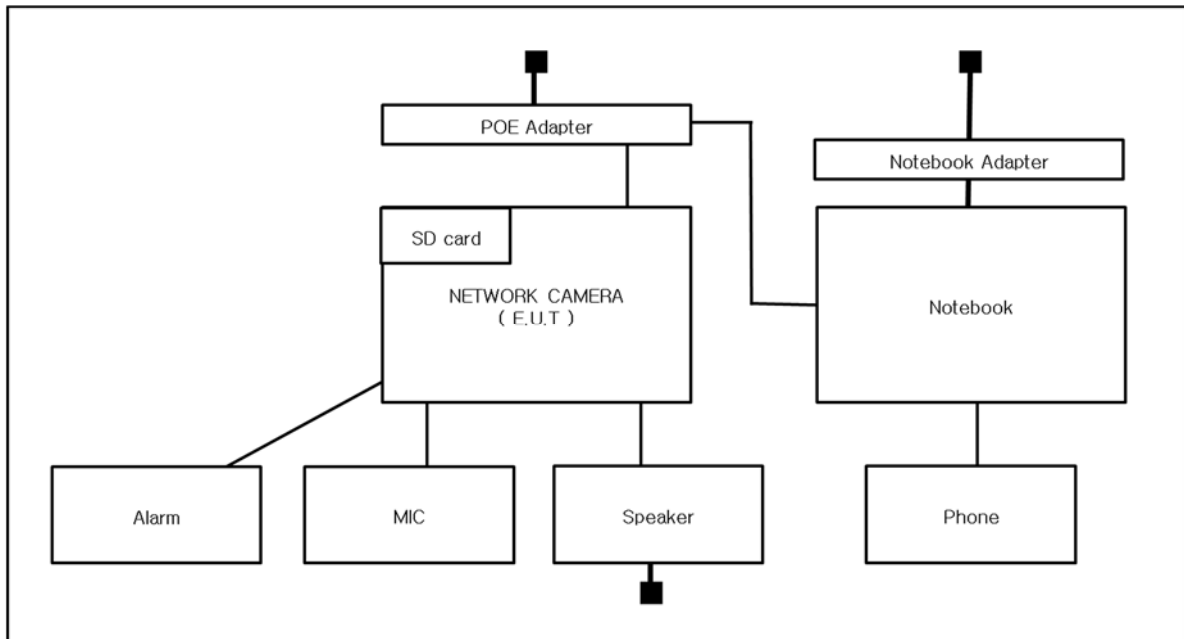 POE Adapter
Notebook Adapter
SD card
NETWORK CAMERA
( E.U.T )
Notebook
Alarm
MIC
Speaker
Phone